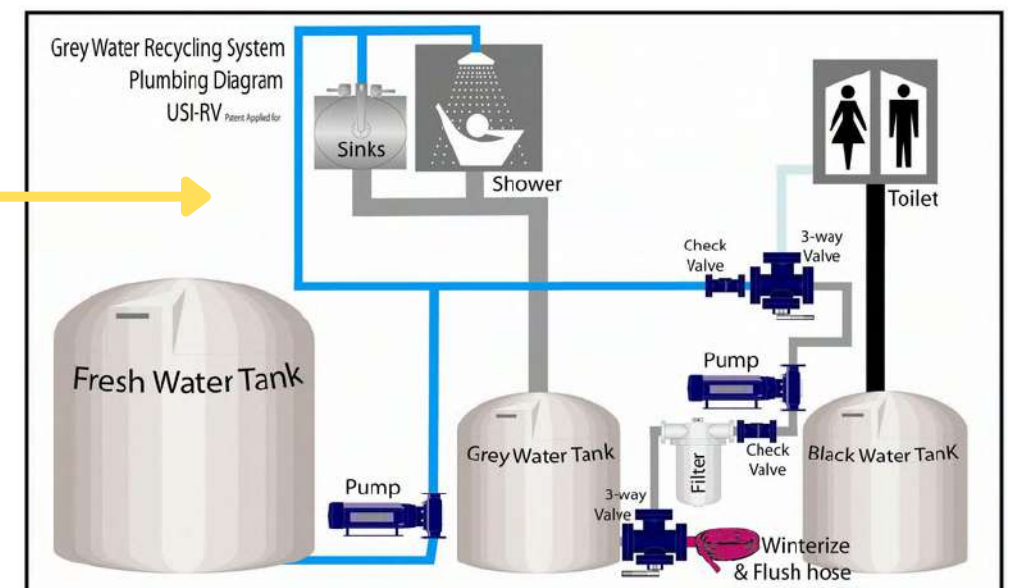 Grey Water Recycling System
Plumbing Diagram
USI-RV Patent Applied for
Sinks
Shower
Toilet
Check
Valve
3-way
Valve
Fresh Water Tank
Pump
Grey Water Tank
Filter
Check
Valve
Black Water TanK
Pump
3-way
Valve
Winterize
& Flush hose